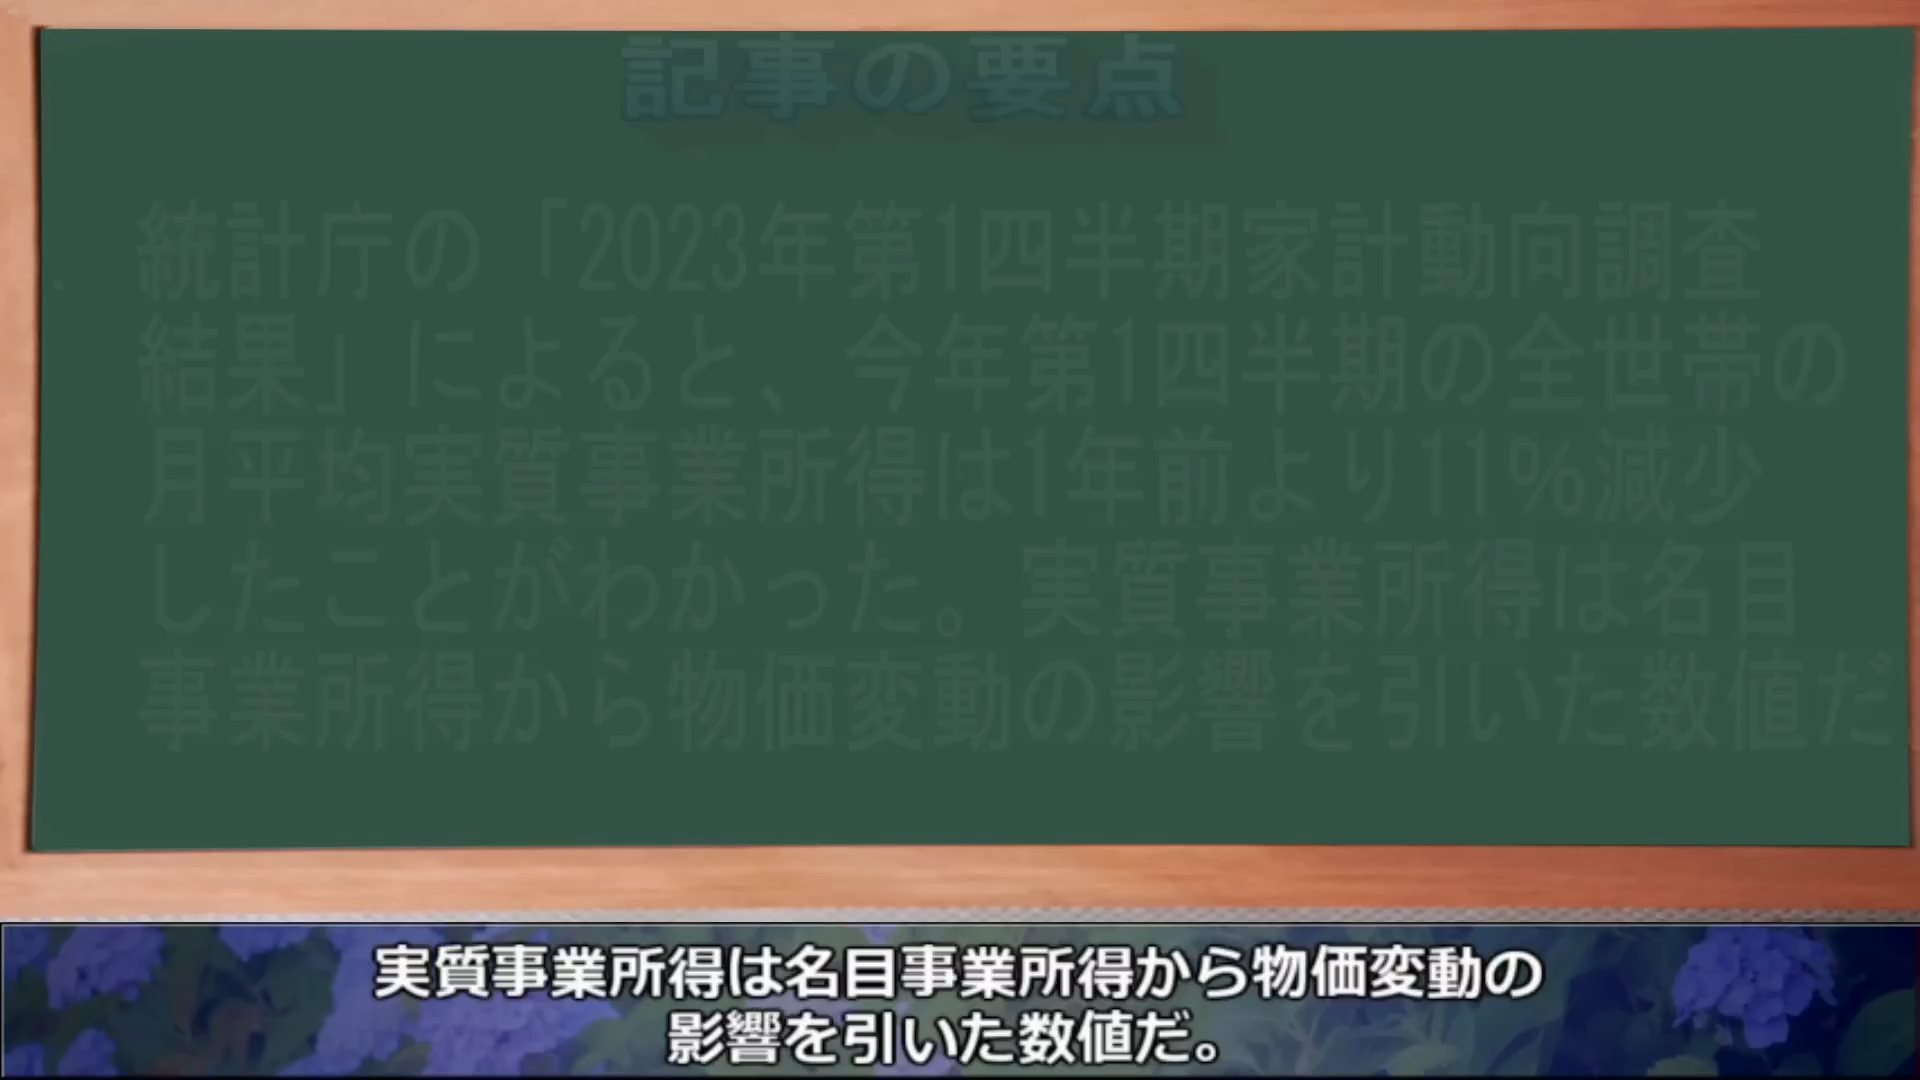 記事の要点
統計庁の「2023年第1四半期家計動向調査
結果」によると、今年第1四半期の全世帯の
月平均実質事業所得は1年前より11%減少
したことがわかった。実質事業所得は名目
事業所得から物価変動の影響を引いた数値だ
実質事業所得は名目事業所得から物価変動の
影響を引いた数値だ。